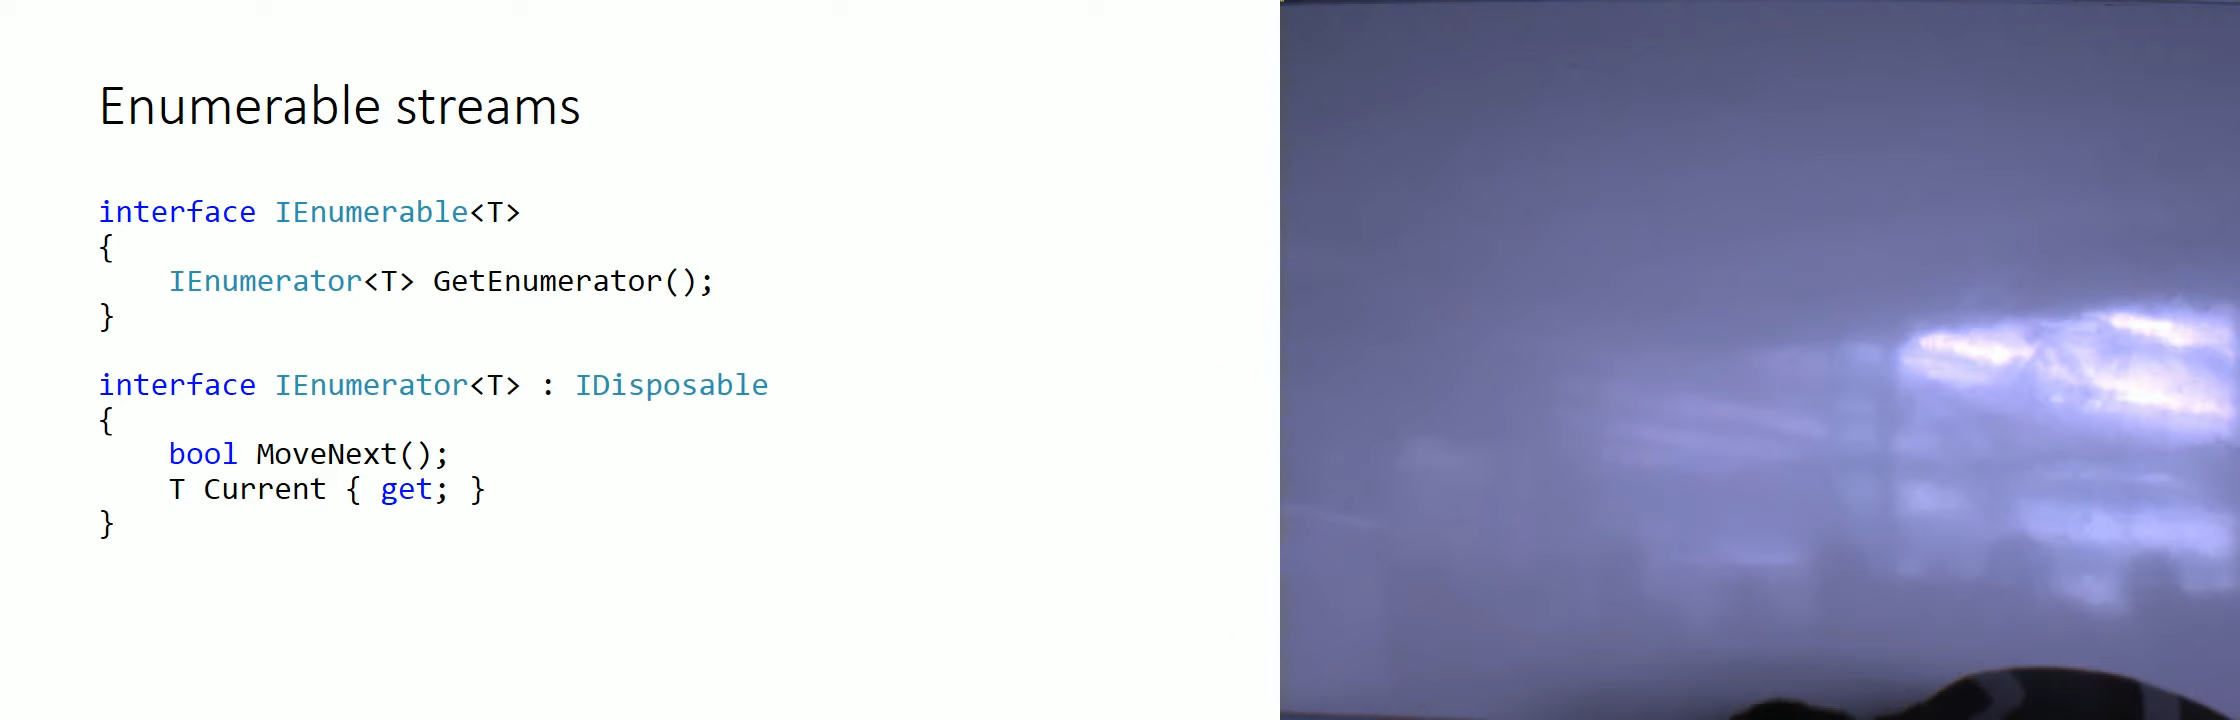 Enumerable streams
interface IEnumerable<T>
{
    IEnumerator<T> GetEnumerator();
}
interface IEnumerator<T> : IDisposable
{
    bool MoveNext();
    T Current { get; }
}